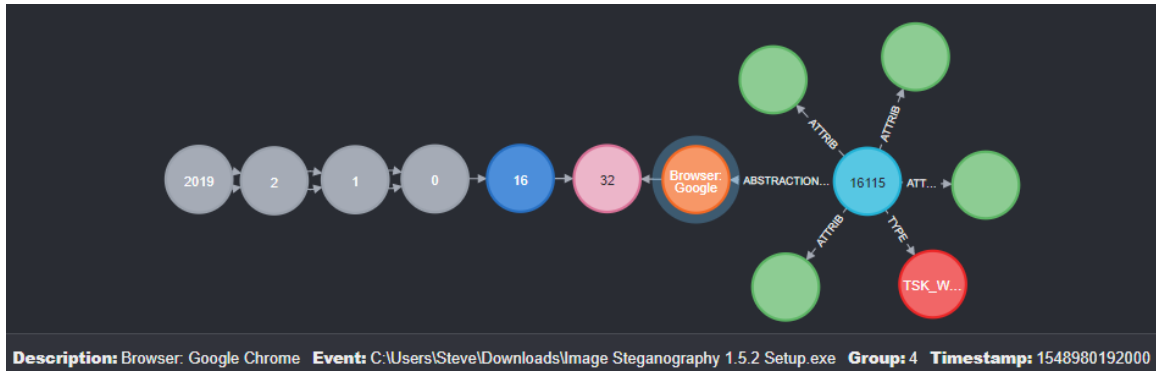 2019
2
1
0
16
32
Browser:
Google
ABSTRACTION...
16115
ATTRIB
ATTRIB
ATT...
ATTRIB
TYPE
TSK_W...
Description: Browser: Google Chrome Event: C:\Users\Steve\Downloads\Image Steganography 1.5.2 Setup.exe Group: 4 Timestamp: 1548980192000